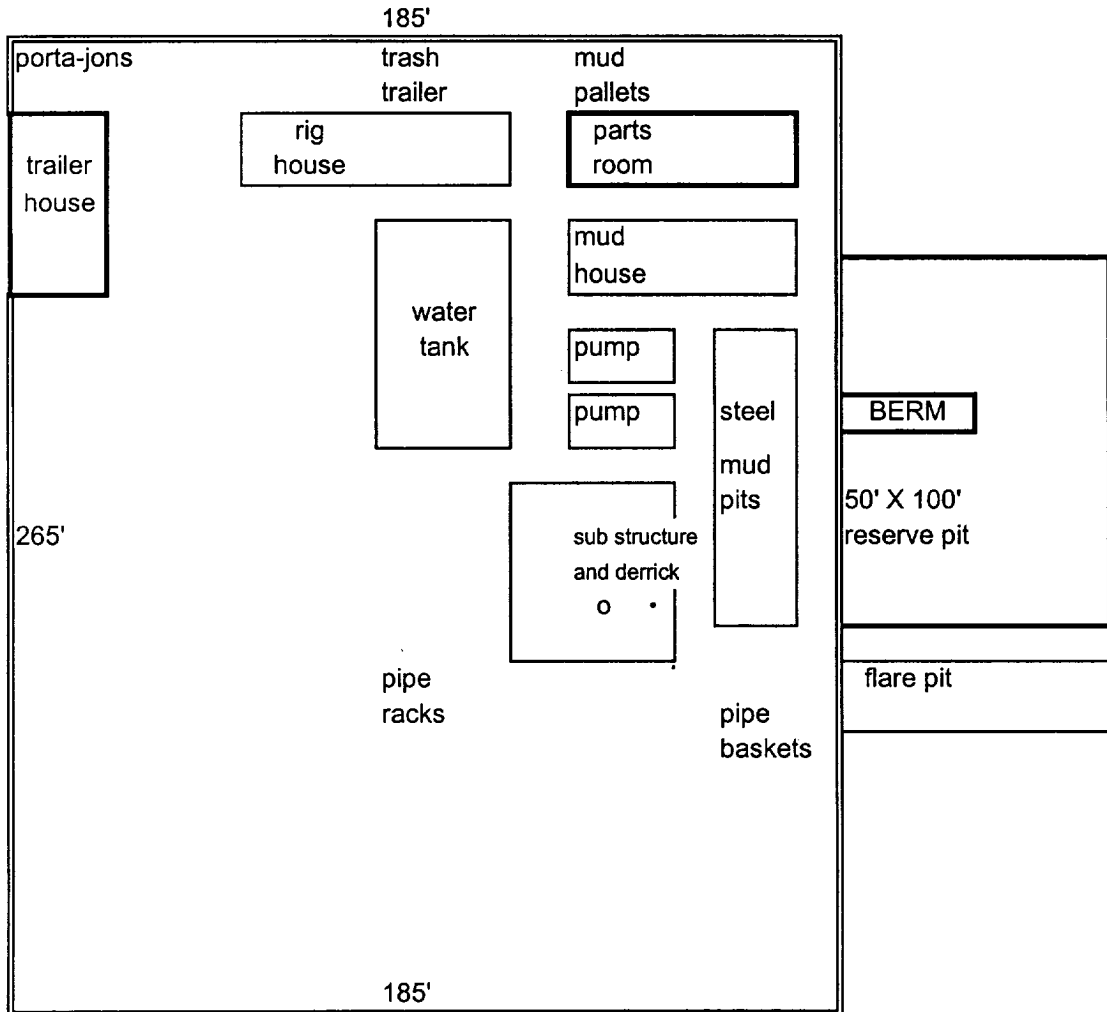 185'
porta-jons
trash
trailer
mud
pallets
trailer
house
rig
house
parts
room
mud
house
water
tank
pump
pump
steel
mud
pits
BERM
50' X 100'
reserve pit
265'
sub structure
and derrick
o
pipe
racks
pipe
baskets
flare pit
185'